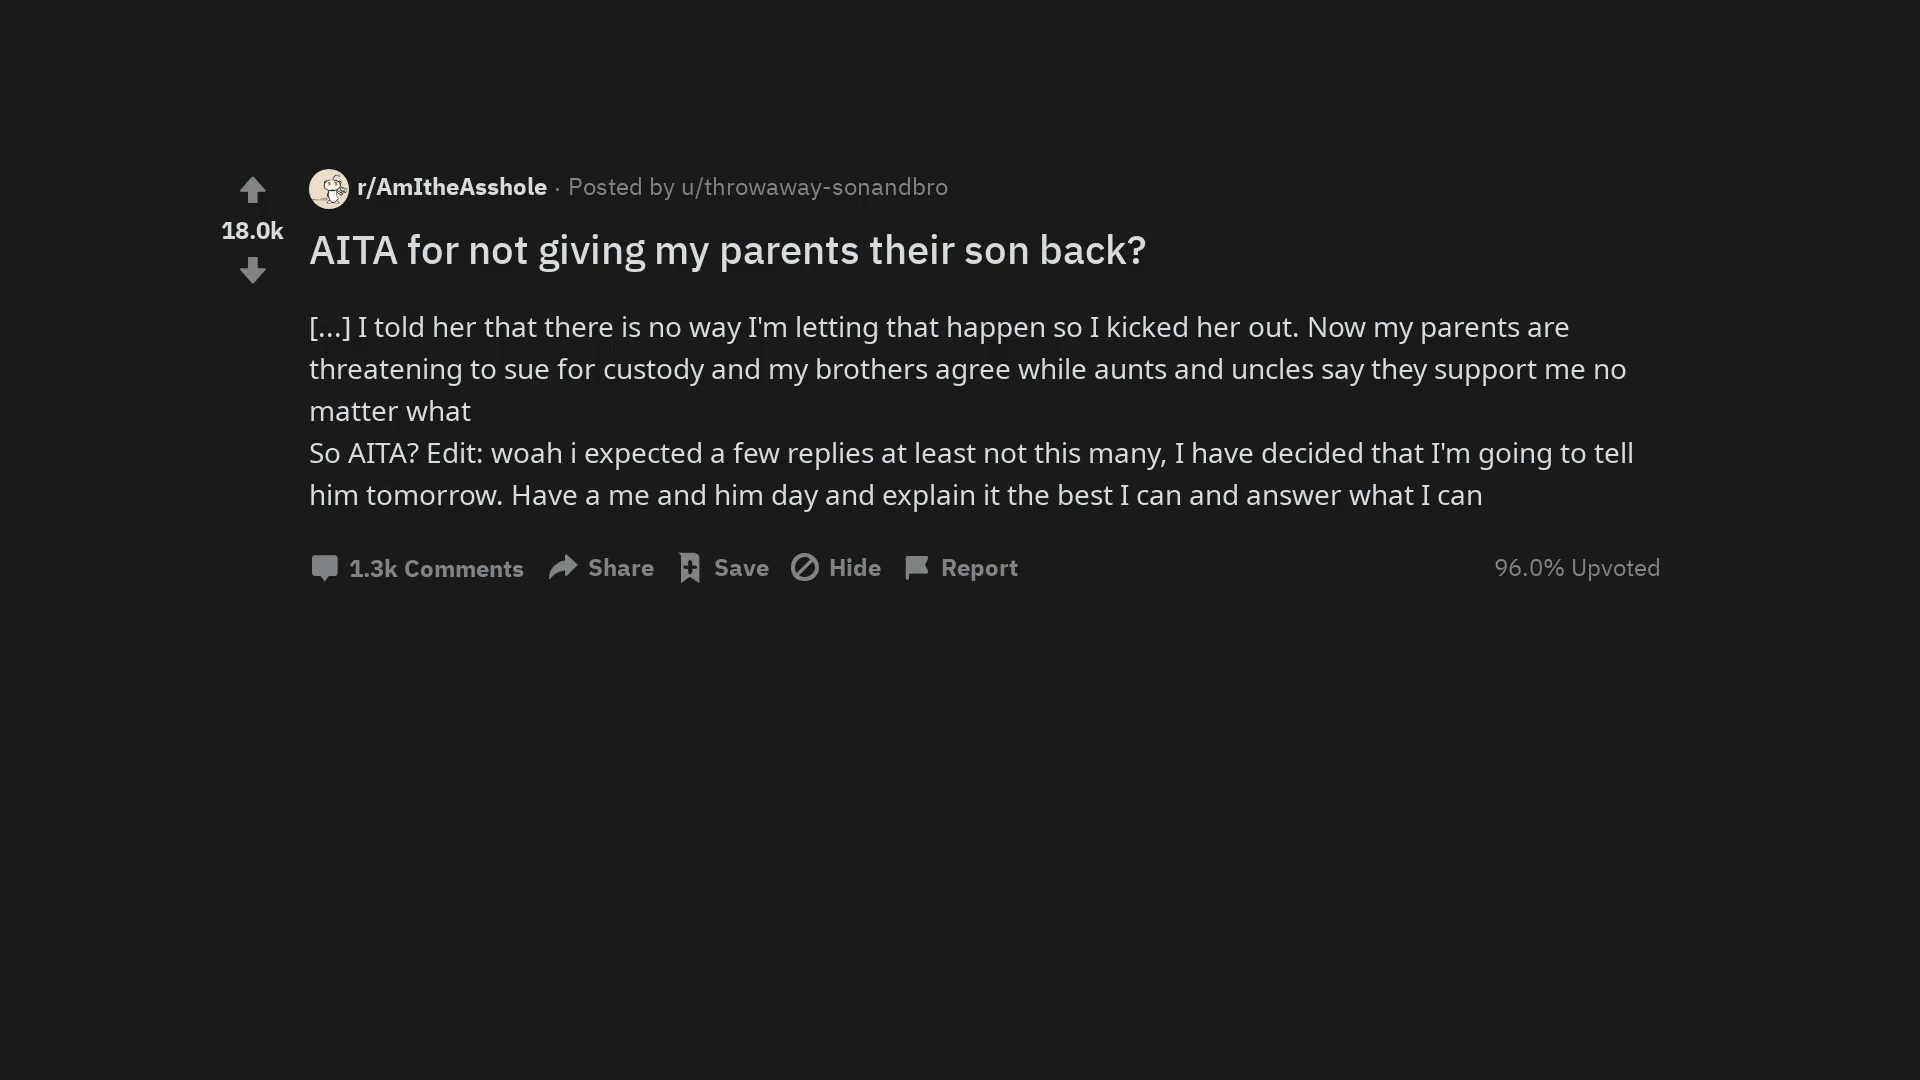 r/AmItheAsshole · Posted by u/throwaway-sonandbro
18.0k
AITA for not giving my parents their son back?
[...] I told her that there is no way I'm letting that happen so I kicked her out. Now my parents are
threatening to sue for custody and my brothers agree while aunts and uncles say they support me no
matter what
So AITA? Edit: woah i expected a few replies at least not this many, I have decided that I'm going to tell
him tomorrow. Have a me and him day and explain it the best I can and answer what I can
1.3k Comments Share Save Hide Report 96.0% Upvoted